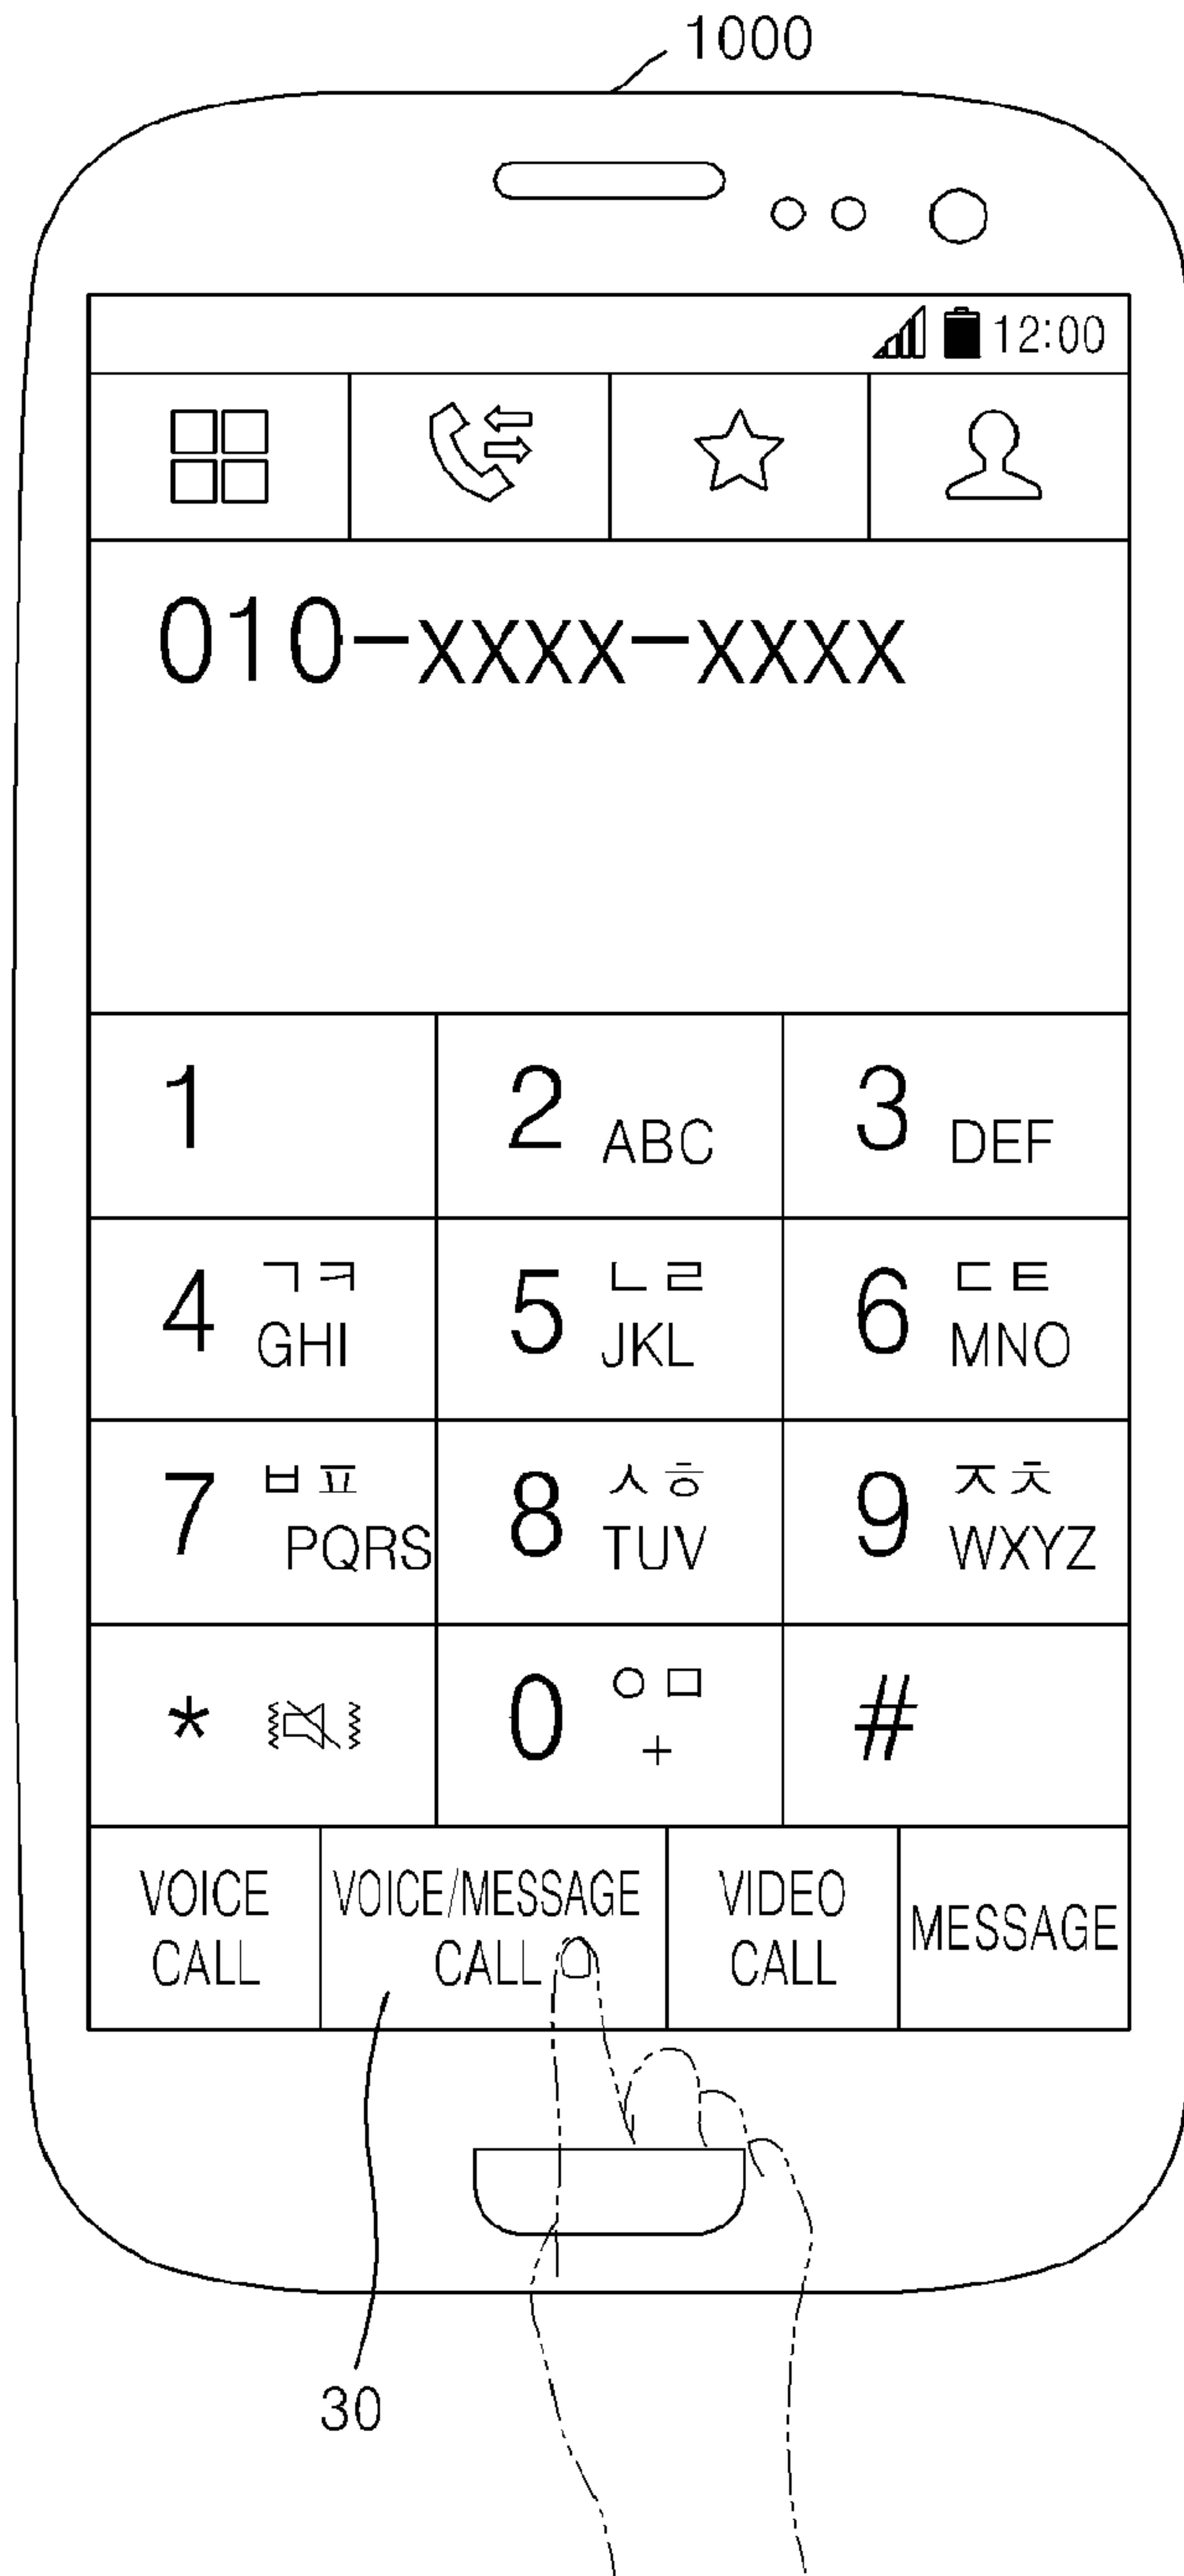 1000
12:00
010-xxxx-xxxx
1 2 ABC 3 DEF
4 ㄱㅋ GHI 5 ㄴㄹ JKL 6 ㄷㅌ MNO
7 ㅂㅍ PQRS 8 ㅅㅎ TUV 9 ㅈㅊ WXYZ
* 0 ㅇㅁ + #
VOICE CALL
VOICE/MESSAGE CALL
VIDEO CALL
MESSAGE
30